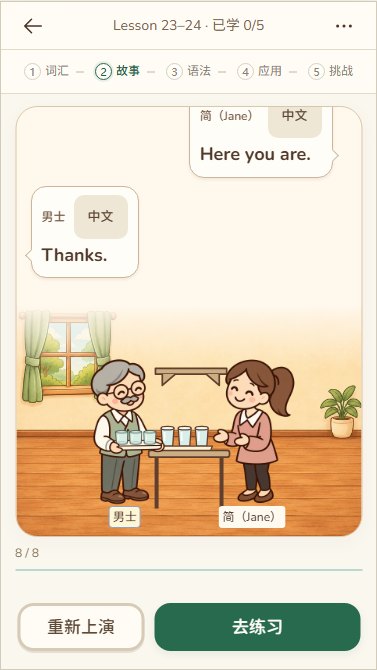 Lesson 23–24 · 已学 0/5
1 词汇 – 2 故事 – 3 语法 – 4 应用 – 5 挑战
简（Jane） 中文
Here you are.
男士 中文
Thanks.
男士
简（Jane）
8 / 8
重新上演
去练习